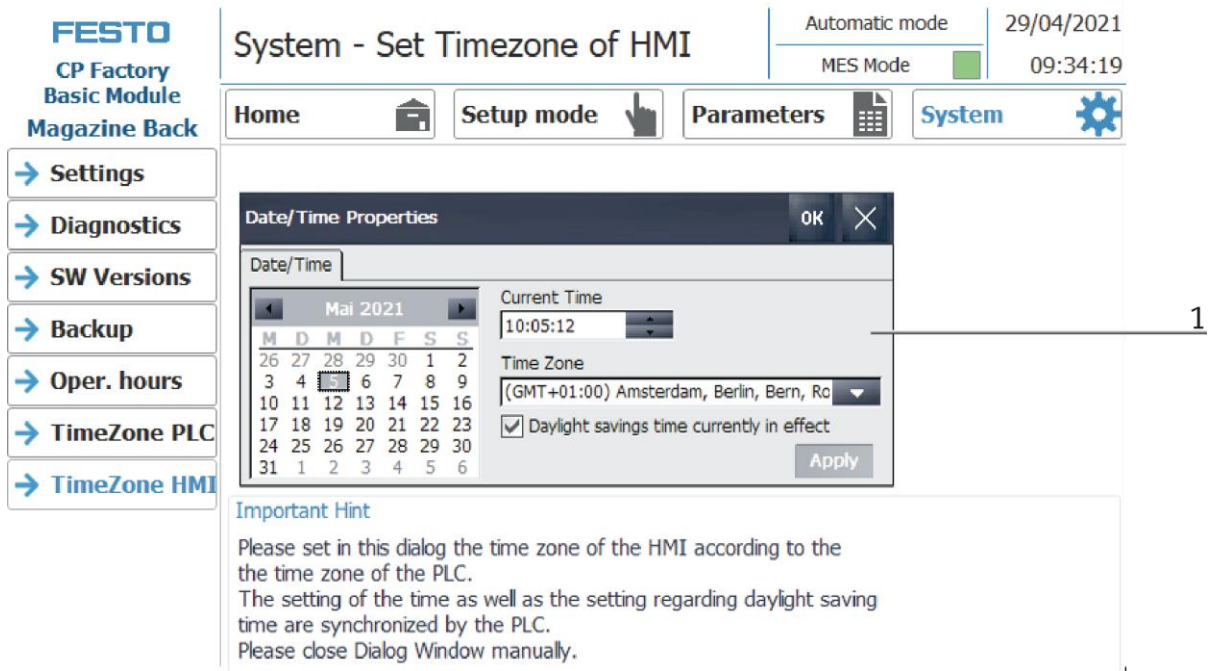 FESTO
CP Factory
Basic Module
Magazine Back
System - Set Timezone of HMI
Automatic mode
MES Mode
29/04/2021
09:34:19
Home
Setup mode
Parameters
System
Settings
Diagnostics
SW Versions
Backup
Oper. hours
TimeZone PLC
TimeZone HMI
Date/Time Properties
OK
Date/Time
Mai 2021
M D M D F S S
26 27 28 29 30 1 2
3 4 5 6 7 8 9
10 11 12 13 14 15 16
17 18 19 20 21 22 23
24 25 26 27 28 29 30
31 1 2 3 4 5 6
Current Time
10:05:12
Time Zone
(GMT+01:00) Amsterdam, Berlin, Bern, Ro
Daylight savings time currently in effect
Apply
1
Important Hint
Please set in this dialog the time zone of the HMI according to the
the time zone of the PLC.
The setting of the time as well as the setting regarding daylight saving
time are synchronized by the PLC.
Please close Dialog Window manually.